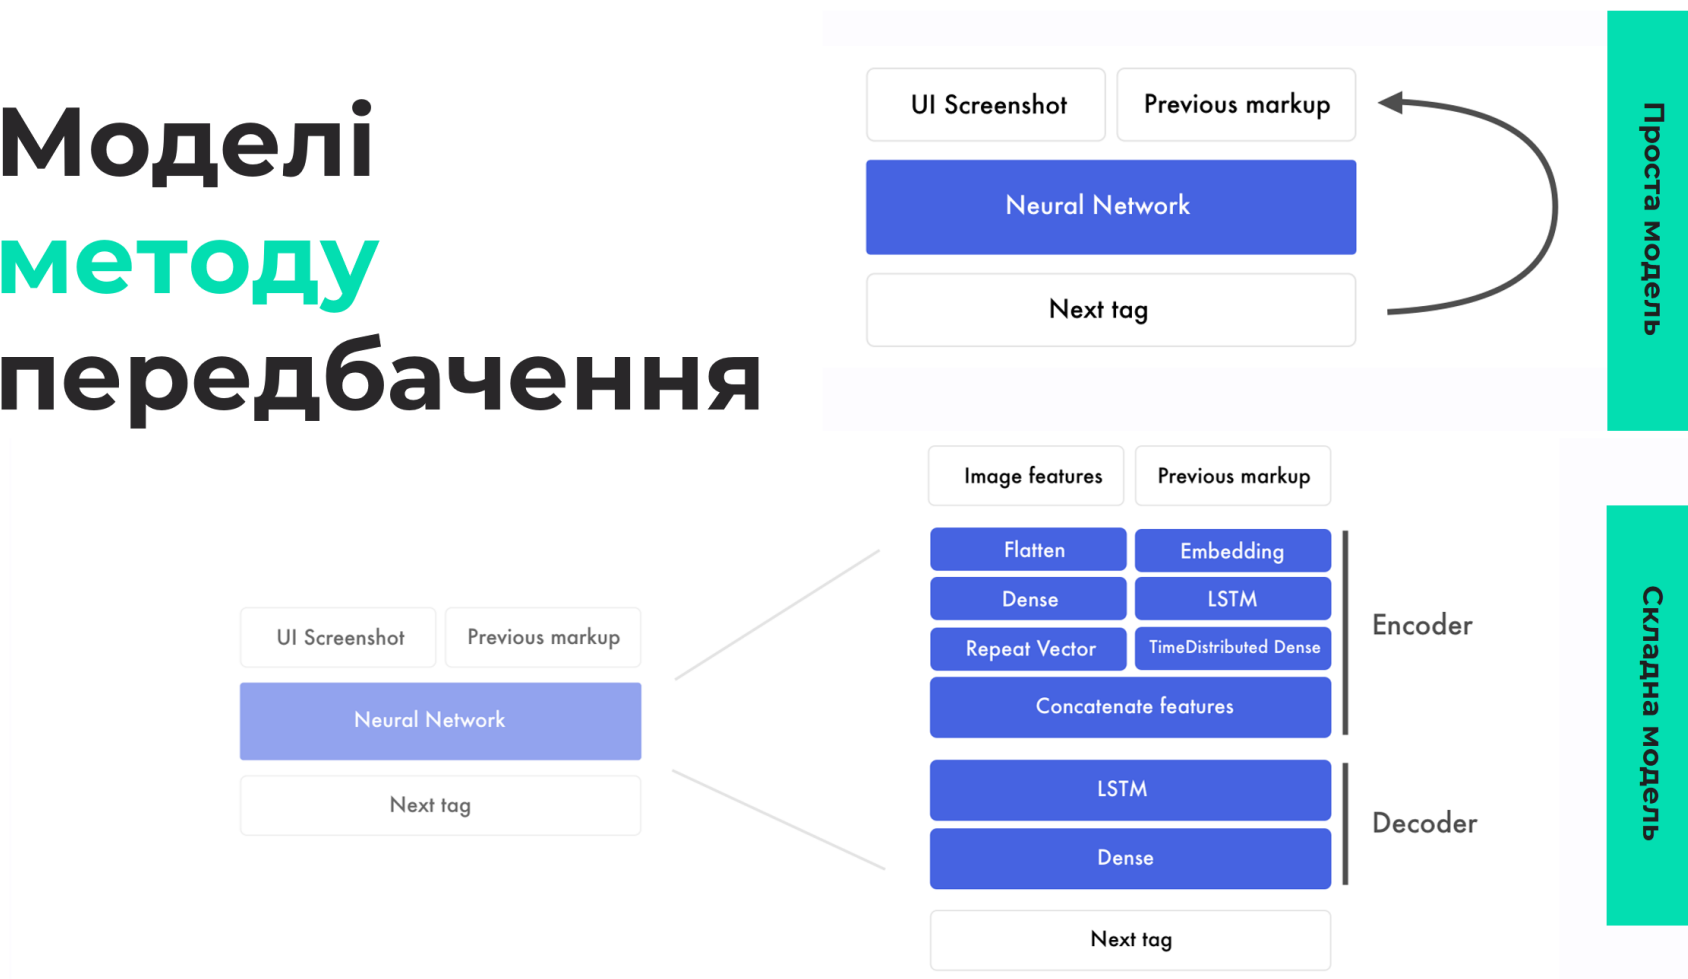 Моделі
методу
передбачення
UI Screenshot
Previous markup
Neural Network
Next tag
Проста модель
UI Screenshot
Previous markup
Neural Network
Next tag
Image features
Previous markup
Flatten
Embedding
Dense
LSTM
Repeat Vector
TimeDistributed Dense
Concatenate features
Encoder
LSTM
Dense
Decoder
Next tag
Складна модель